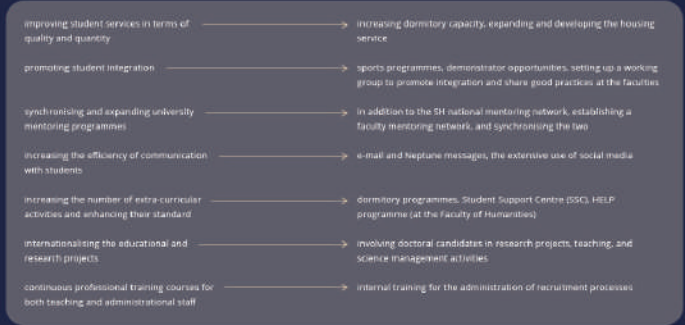 improving student services in terms of
quality and quantity
increasing dormitory capacity, expanding and developing the housing
service
promoting student integration
sports programmes, demonstrator opportunities, setting up a working
group to promote integration and share good practices at the faculties
synchronising and expanding university
mentoring programmes
in addition to the SH national mentoring network, establishing a
faculty mentoring network, and synchronising the two
increasing the efficiency of communication
with students
e-mail and Neptune messages, the extensive use of social media
increasing the number of extra-curricular
activities and enhancing their standard
dormitory programmes, Student Support Centre (SSC), HELP
programme (at the Faculty of Humanities)
internationalising the educational and
research projects
involving doctoral candidates in research projects, teaching, and
science management activities
continuous professional training courses for
both teaching and administrational staff
internal training for the administration of recruitment processes